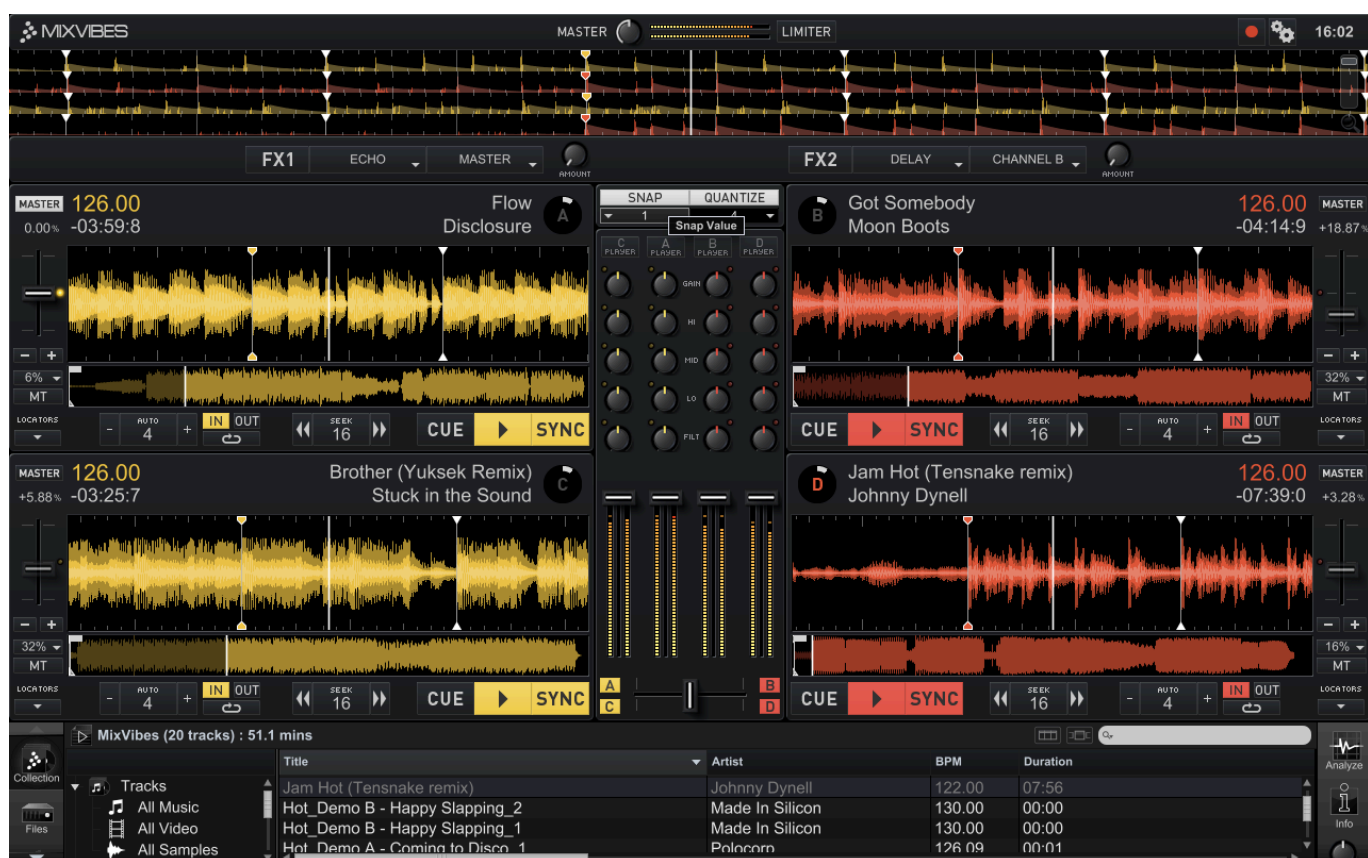 MIXVIBES
MASTER
LIMITER
16:02
FX1 ECHO MASTER AMOUNT
FX2 DELAY CHANNEL B AMOUNT
MASTER 126.00 Flow A
0.00% -03:59:8 Disclosure
6%
MT
LOCATORS
- AUTO 4 + IN OUT SEEK 16 CUE SYNC
SNAP QUANTIZE
1 4
Snap Value
C PLAYER A PLAYER B PLAYER D PLAYER
GAIN
HI
MID
LO
FILT
B Got Somebody 126.00 MASTER
Moon Boots -04:14:9 +18.87%
32%
MT
LOCATORS
CUE SYNC SEEK 16 - AUTO 4 + IN OUT
MASTER 126.00 Brother (Yuksek Remix) C
+5.88% -03:25:7 Stuck in the Sound
32%
MT
LOCATORS
- AUTO 4 + IN OUT SEEK 16 CUE SYNC
A B
C D
D Jam Hot (Tensnake remix) 126.00 MASTER
Johnny Dynell -07:39:0 +3.28%
16%
MT
LOCATORS
CUE SYNC SEEK 16 - AUTO 4 + IN OUT
MixVibes (20 tracks) : 51.1 mins
Collection
Files
Tracks
All Music
All Video
All Samples
Title Artist BPM Duration
Jam Hot (Tensnake remix) Johnny Dynell 122.00 07:56
Hot_Demo B - Happy Slapping_2 Made In Silicon 130.00 00:00
Hot_Demo B - Happy Slapping_1 Made In Silicon 130.00 00:00
Hot_Demo A - Coming to Disco_1 Polocorp 126.09 00:01
Analyze
Info